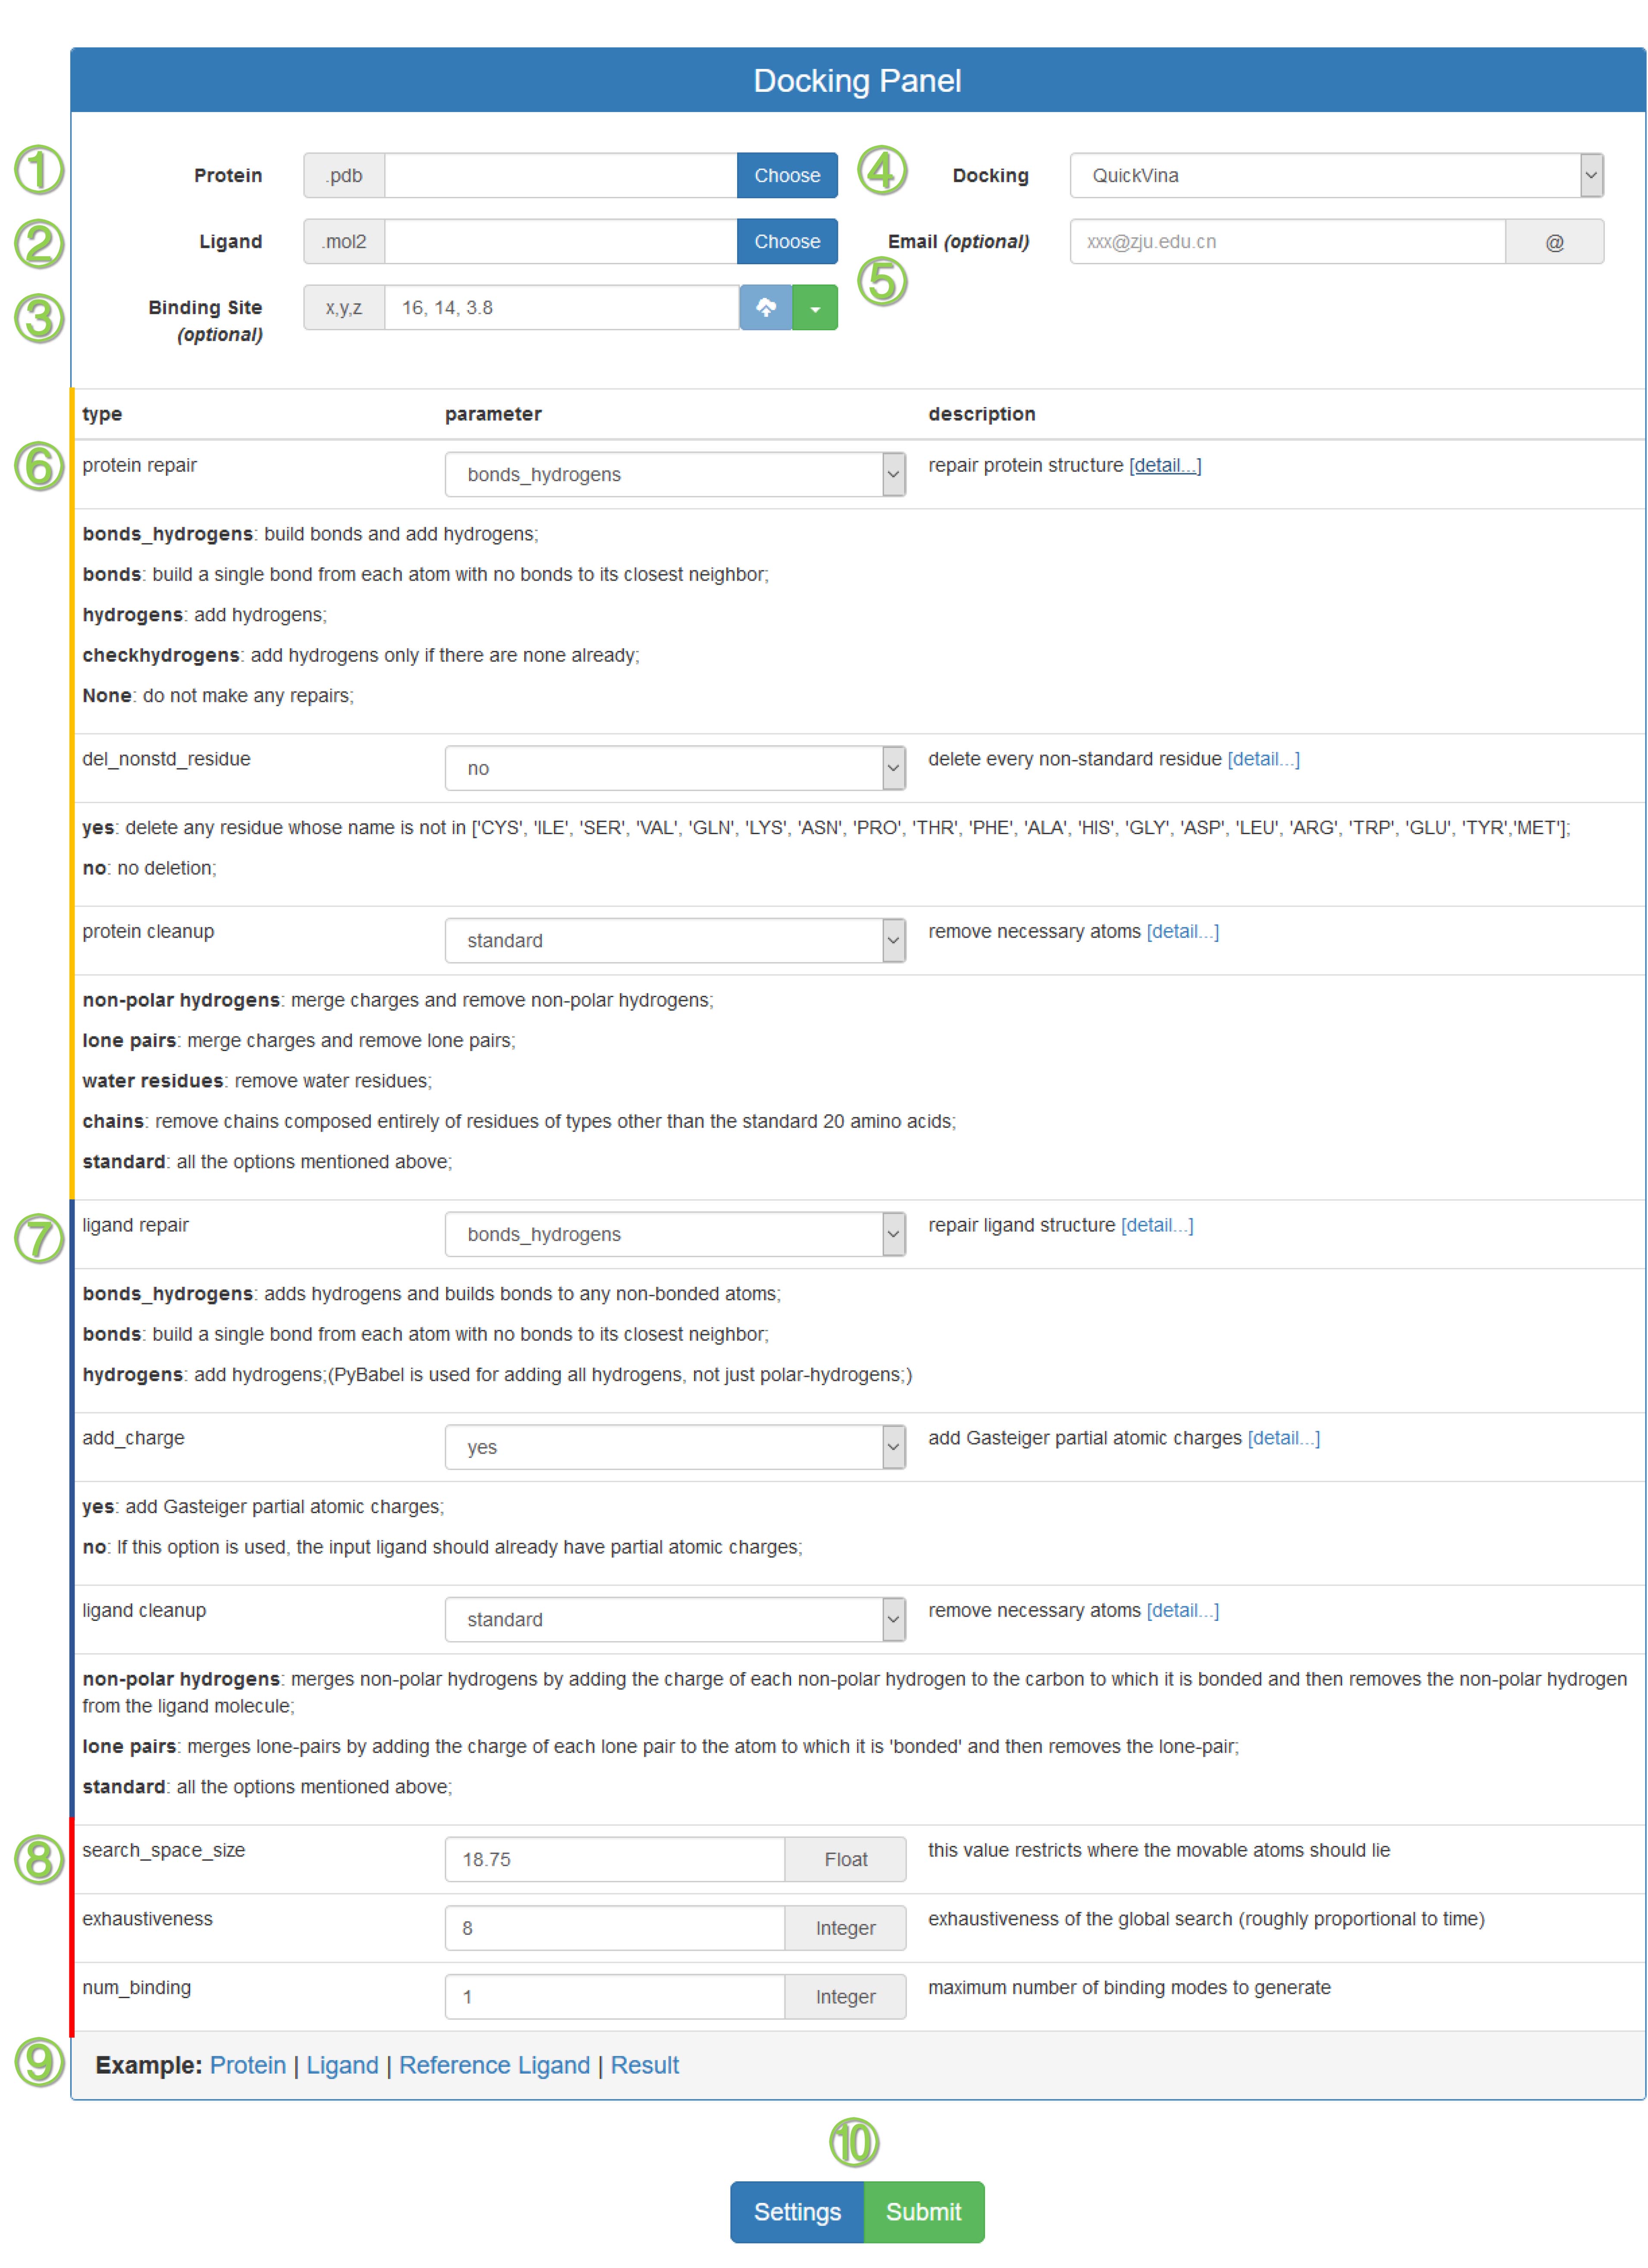 Docking Panel
① Protein .pdb Choose ④ Docking QuickVina
② Ligand .mol2 Choose Email (optional) xxx@zju.edu.cn @
⑤
③ Binding Site x,y,z 16, 14, 3.8
(optional)
type parameter description
⑥ protein repair bonds_hydrogens repair protein structure [detail...]
bonds_hydrogens: build bonds and add hydrogens;
bonds: build a single bond from each atom with no bonds to its closest neighbor;
hydrogens: add hydrogens;
checkhydrogens: add hydrogens only if there are none already;
None: do not make any repairs;
del_nonstd_residue no delete every non-standard residue [detail...]
yes: delete any residue whose name is not in ['CYS', 'ILE', 'SER', 'VAL', 'GLN', 'LYS', 'ASN', 'PRO', 'THR', 'PHE', 'ALA', 'HIS', 'GLY', 'ASP', 'LEU', 'ARG', 'TRP', 'GLU', 'TYR','MET'];
no: no deletion;
protein cleanup standard remove necessary atoms [detail...]
non-polar hydrogens: merge charges and remove non-polar hydrogens;
lone pairs: merge charges and remove lone pairs;
water residues: remove water residues;
chains: remove chains composed entirely of residues of types other than the standard 20 amino acids;
standard: all the options mentioned above;
⑦ ligand repair bonds_hydrogens repair ligand structure [detail...]
bonds_hydrogens: adds hydrogens and builds bonds to any non-bonded atoms;
bonds: build a single bond from each atom with no bonds to its closest neighbor;
hydrogens: add hydrogens;(PyBabel is used for adding all hydrogens, not just polar-hydrogens;)
add_charge yes add Gasteiger partial atomic charges [detail...]
yes: add Gasteiger partial atomic charges;
no: If this option is used, the input ligand should already have partial atomic charges;
ligand cleanup standard remove necessary atoms [detail...]
non-polar hydrogens: merges non-polar hydrogens by adding the charge of each non-polar hydrogen to the carbon to which it is bonded and then removes the non-polar hydrogen
from the ligand molecule;
lone pairs: merges lone-pairs by adding the charge of each lone pair to the atom to which it is 'bonded' and then removes the lone-pair;
standard: all the options mentioned above;
⑧ search_space_size 18.75 Float this value restricts where the movable atoms should lie
exhaustiveness 8 Integer exhaustiveness of the global search (roughly proportional to time)
num_binding 1 Integer maximum number of binding modes to generate
⑨ Example: Protein | Ligand | Reference Ligand | Result
⑩
Settings Submit